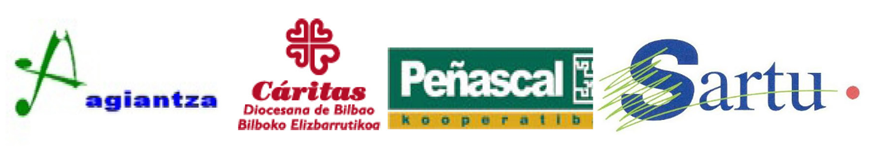 agiantza
Cáritas
Diocesana de Bilbao
Bilboko Elizbarrutikoa
Peñascal
kooperatib
Sartu